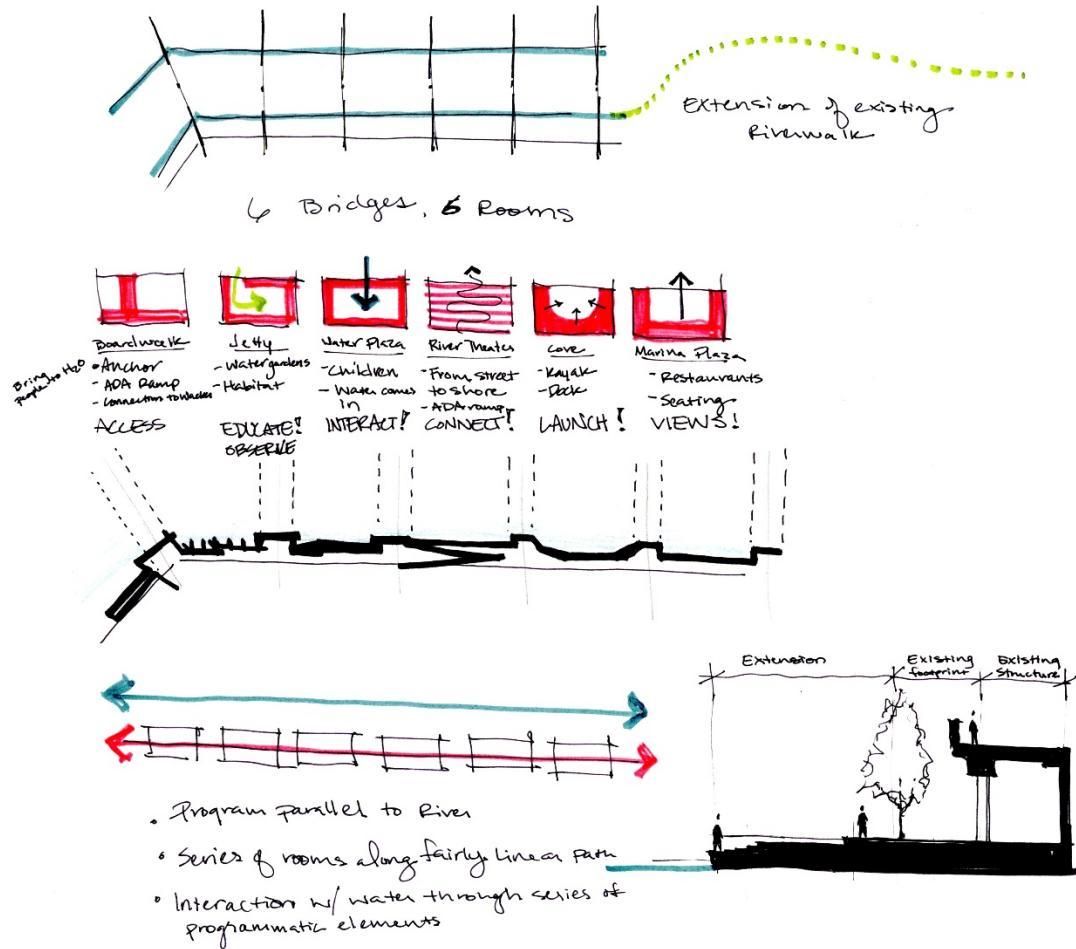 Extension of existing
Riverwalk
6 Bridges, 6 Rooms
Bring
people to H2O
Boardwalk
• Anchor
- ADA Ramp
- Connection to Wacker
ACCESS
Jetty
- Water gardens
- Habitat
EDUCATE!
OBSERVE
Water Plaza
- Children
- Water comes
in
INTERACT!
River Theater
- From street
to shore
- ADA ramp
CONNECT!
Cove
- Kayak
- Dock
LAUNCH!
Marina Plaza
- Restaurants
- Seating
VIEWS!
Extension
Existing
footprint
Existing
Structure
• Program parallel to River
• Series of rooms along fairly linear path
• Interaction w/ water through series of
programmatic elements